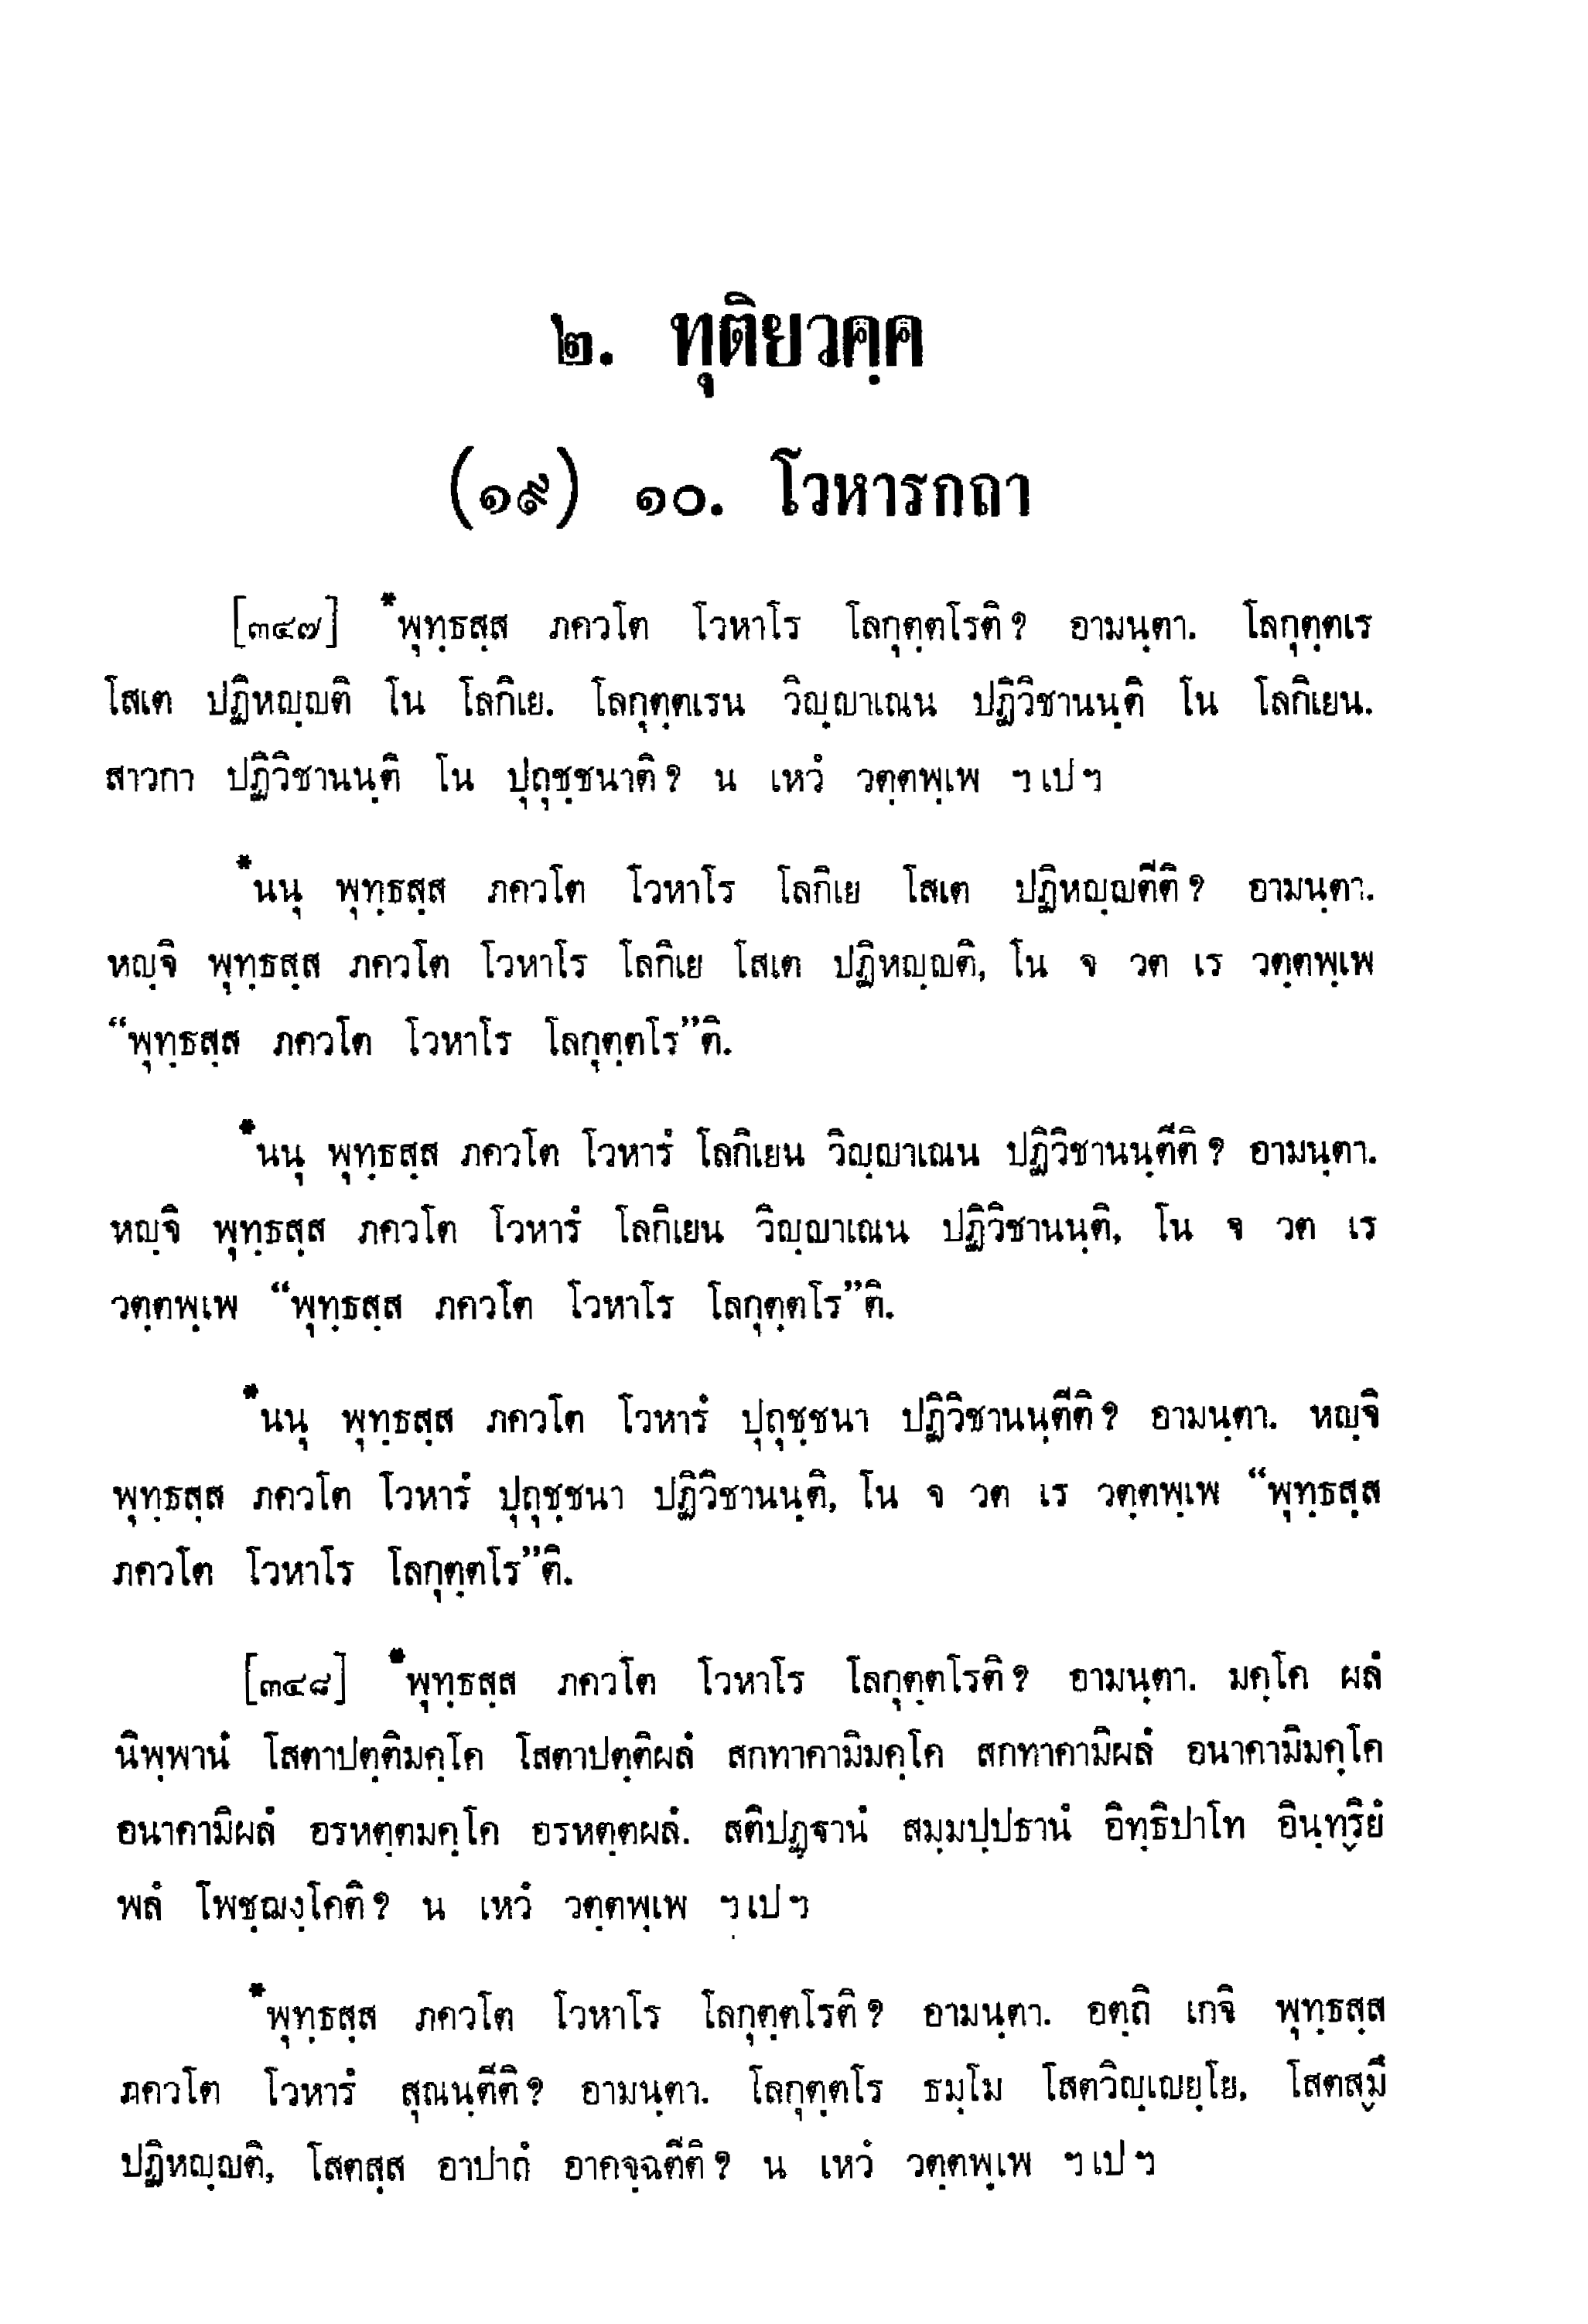 ๒. ทุติยวคฺค
(๑๙) ๑๐. โวหารกถา
[๓๔๗] *พุทฺธสฺส ภควโต โวหาโร โลกุตฺตโรติ? อามนฺตา. โลกุตฺตเร
โสเต ปฏิหญฺญติ โน โลกิเย. โลกุตฺตเรน วิญฺญาเณน ปฏิวิชานนฺติ โน โลกิเยน.
สาวกา ปฏิวิชานนฺติ โน ปุถุชฺชนาติ? น เหวํ วตฺตพฺเพ ฯ เป ฯ
*นนุ พุทฺธสฺส ภควโต โวหาโร โลกิเย โสเต ปฏิหญฺญตีติ? อามนฺตา.
หญฺจิ พุทฺธสฺส ภควโต โวหาโร โลกิเย โสเต ปฏิหญฺญติ, โน จ วต เร วตฺตพฺเพ
“พุทฺธสฺส ภควโต โวหาโร โลกุตฺตโร”ติ.
*นนุ พุทฺธสฺส ภควโต โวหารํ โลกิเยน วิญฺญาเณน ปฏิวิชานนฺตีติ? อามนฺตา.
หญฺจิ พุทฺธสฺส ภควโต โวหารํ โลกิเยน วิญฺญาเณน ปฏิวิชานนฺติ, โน จ วต เร
วตฺตพฺเพ “พุทฺธสฺส ภควโต โวหาโร โลกุตฺตโร”ติ.
*นนุ พุทฺธสฺส ภควโต โวหารํ ปุถุชฺชนา ปฏิวิชานนฺตีติ? อามนฺตา. หญฺจิ
พุทฺธสฺส ภควโต โวหารํ ปุถุชฺชนา ปฏิวิชานนฺติ, โน จ วต เร วตฺตพฺเพ “พุทฺธสฺส
ภควโต โวหาโร โลกุตฺตโร”ติ.
[๓๔๘] *พุทฺธสฺส ภควโต โวหาโร โลกุตฺตโรติ? อามนฺตา. มคฺโค ผลํ
นิพฺพานํ โสตาปตฺติมคฺโค โสตาปตฺติผลํ สกทาคามิมคฺโค สกทาคามิผลํ อนาคามิมคฺโค
อนาคามิผลํ อรหตฺตมคฺโค อรหตฺตผลํ. สติปฏฺฐานํ สมฺมปฺปธานํ อิทฺธิปาโท อินฺทฺริยํ
พลํ โพชฺฌงฺโคติ? น เหวํ วตฺตพฺเพ ฯ เป ฯ
*พุทฺธสฺส ภควโต โวหาโร โลกุตฺตโรติ? อามนฺตา. อตฺถิ เกจิ พุทฺธสฺส
ภควโต โวหารํ สุณนฺตีติ? อามนฺตา. โลกุตฺตโร ธมฺโม โสตวิญฺเญยฺโย, โสตสฺมึ
ปฏิหญฺญติ, โสตสฺส อาปาถํ อาคจฺฉตีติ? น เหวํ วตฺตพฺเพ ฯ เป ฯ